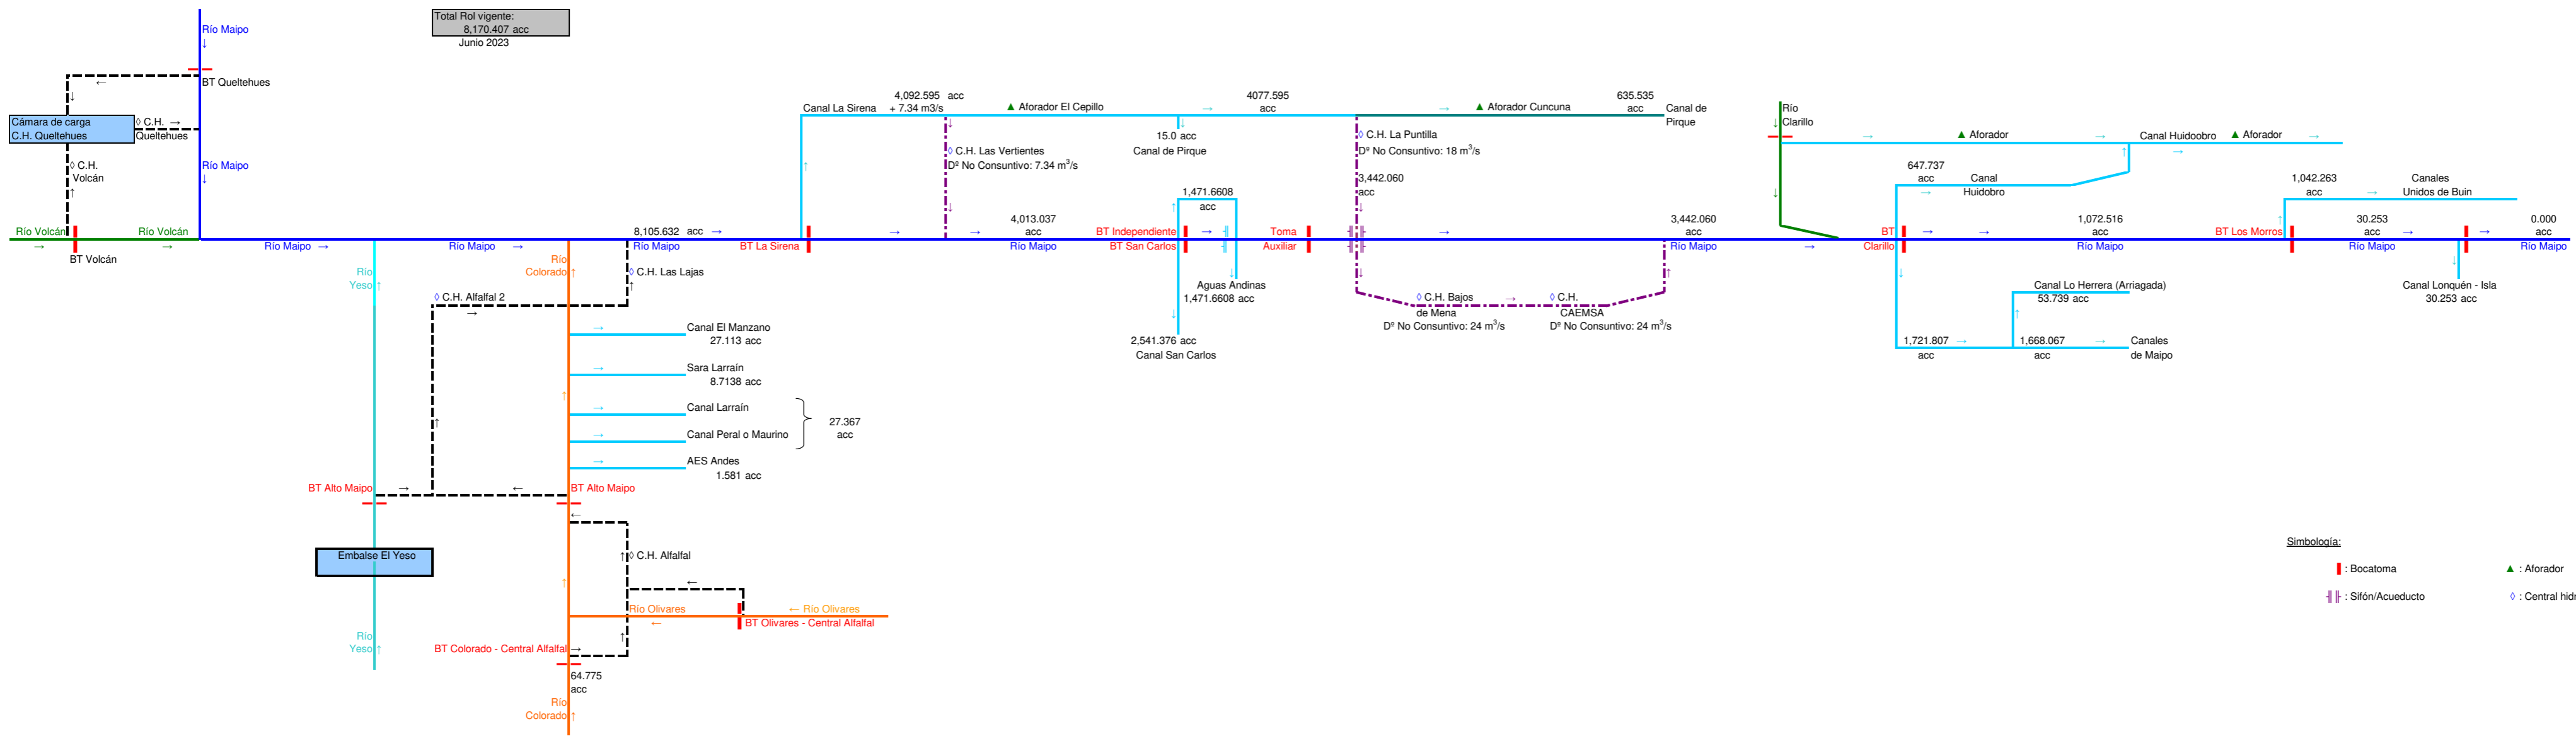 Total Rol vigente:
8,170.407 acc
Junio 2023
Río Maipo
↓
BT Queltehues
←
↓
Cámara de carga
C.H. Queltehues
◊ C.H. →
Queltehues
◊ C.H.
Volcán
↑
Río Maipo
↓
Río Volcán
→
Río Volcán
→
BT Volcán
Río Maipo →
Río Maipo →
8,105.632 acc →
Río Maipo
Río
Yeso ↑
Río
Colorado ↑
◊ C.H. Las Lajas
↑
◊ C.H. Alfalfal 2
→
↑
→
Canal El Manzano
27.113 acc
→
Sara Larraín
8.7138 acc
↑
→
Canal Larraín
→
Canal Peral o Maurino
27.367
acc
→
AES Andes
1.581 acc
BT Alto Maipo
→
←
BT Alto Maipo
←
Embalse El Yeso
↑ ◊ C.H. Alfalfal
↑
←
Río Olivares
←
← Río Olivares
BT Olivares - Central Alfalfal
↑
Río
Yeso ↑
BT Colorado - Central Alfalfal →
64.775
acc
Río
Colorado ↑
BT La Sirena
↑
4,092.595 acc
Canal La Sirena + 7.34 m3/s
▲ Aforador El Cepillo
→
4077.595
acc
→
▲ Aforador Cuncuna
635.535
acc
Canal de
Pirque
↓
◊ C.H. Las Vertientes
Dº No Consuntivo: 7.34 m3/s
↓
↓
15.0 acc
Canal de Pirque
◊ C.H. La Puntilla
Dº No Consuntivo: 18 m3/s
3,442.060
acc
↓
→
→
4,013.037
acc
Río Maipo
1,471.6608
acc
↑
BT Independiente
BT San Carlos
→
↓
Aguas Andinas
1,471.6608 acc
↓
2,541.376 acc
Canal San Carlos
Toma
Auxiliar
→
↓
◊ C.H. Bajos
de Mena
Dº No Consuntivo: 24 m3/s
→
◊ C.H.
CAEMSA
Dº No Consuntivo: 24 m3/s
↑
3,442.060
acc
Río Maipo
→
Río
↓ Clarillo
↓
→
▲ Aforador
→
Canal Huidoobro
→
▲ Aforador
→
↑
647.737
acc
→
Canal
Huidobro
BT
Clarillo
→
→
1,072.516
acc
Río Maipo
↓
Canal Lo Herrera (Arriagada)
53.739 acc
↑
1,721.807 →
acc
1,668.067
acc
→
Canales
de Maipo
BT Los Morros
↑
1,042.263
acc
→
Canales
Unidos de Buin
30.253
acc
Río Maipo →
→
0.000
acc
Río Maipo
↓
Canal Lonquén - Isla
30.253 acc
Simbología:
: Bocatoma
▲ : Aforador
: Sifón/Acueducto
◊ : Central hidr